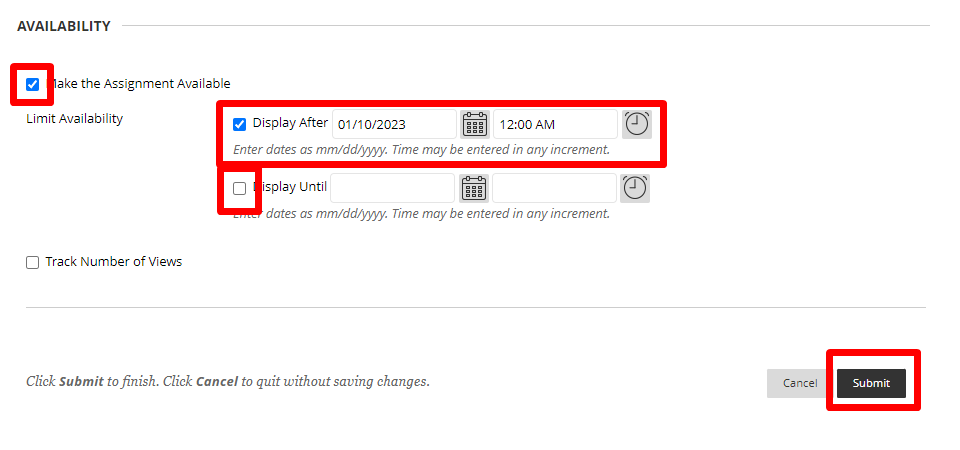 AVAILABILITY
Make the Assignment Available
Limit Availability
Display After 01/10/2023 12:00 AM
Enter dates as mm/dd/yyyy. Time may be entered in any increment.
Display Until
Enter dates as mm/dd/yyyy. Time may be entered in any increment.
Track Number of Views
Click Submit to finish. Click Cancel to quit without saving changes.
Cancel Submit